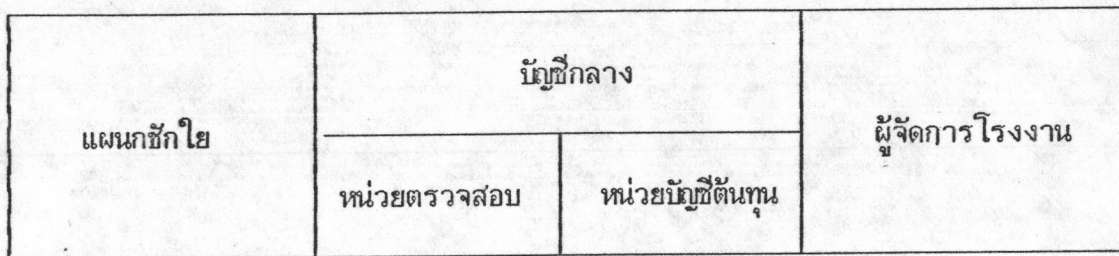 บัญชีกลาง
แผนกชักใย
ผู้จัดการโรงงาน
หน่วยตรวจสอบ
หน่วยบัญชีต้นทุน